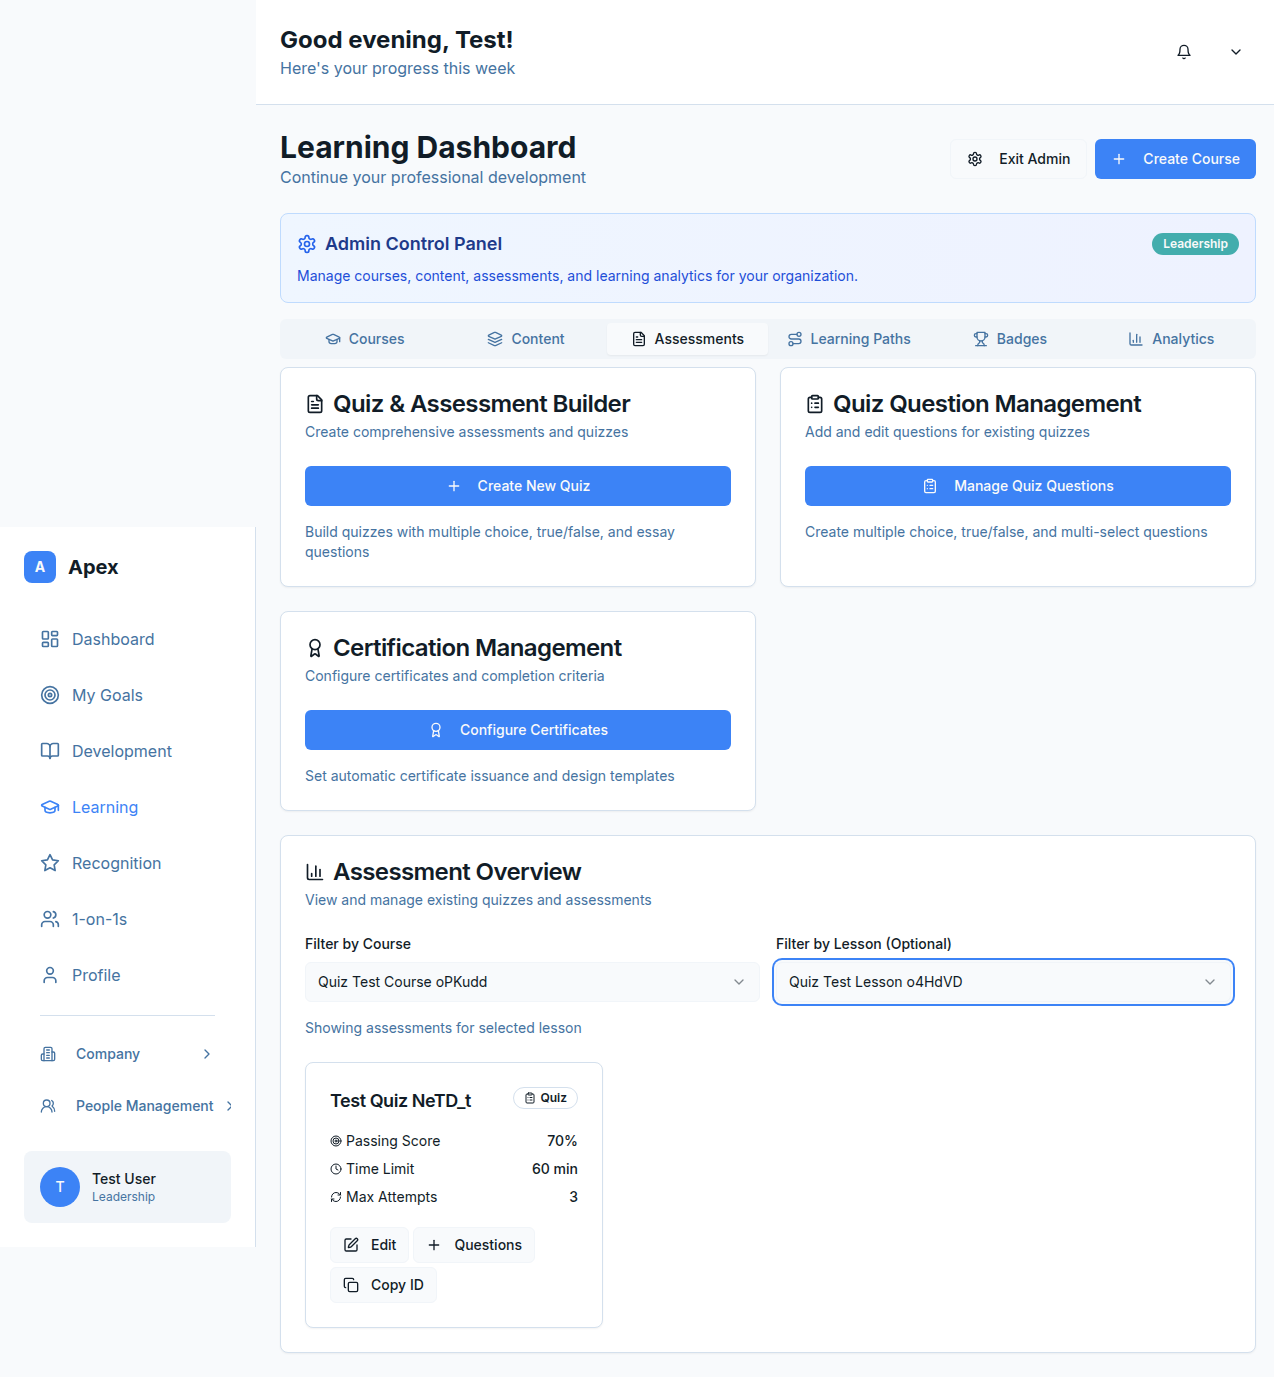 Good evening, Test!
Here's your progress this week
Learning Dashboard
Continue your professional development
Exit Admin
Create Course
Admin Control Panel
Leadership
Manage courses, content, assessments, and learning analytics for your organization.
Courses
Content
Assessments
Learning Paths
Badges
Analytics
Quiz & Assessment Builder
Create comprehensive assessments and quizzes
Create New Quiz
Build quizzes with multiple choice, true/false, and essay
questions
Quiz Question Management
Add and edit questions for existing quizzes
Manage Quiz Questions
Create multiple choice, true/false, and multi-select questions
Certification Management
Configure certificates and completion criteria
Configure Certificates
Set automatic certificate issuance and design templates
Assessment Overview
View and manage existing quizzes and assessments
Filter by Course
Quiz Test Course oPKudd
Filter by Lesson (Optional)
Quiz Test Lesson o4HdVD
Showing assessments for selected lesson
Test Quiz NeTD_t
Quiz
Passing Score 70%
Time Limit 60 min
Max Attempts 3
Edit
Questions
Copy ID
A
Apex
Dashboard
My Goals
Development
Learning
Recognition
1-on-1s
Profile
Company
People Management
T
Test User
Leadership